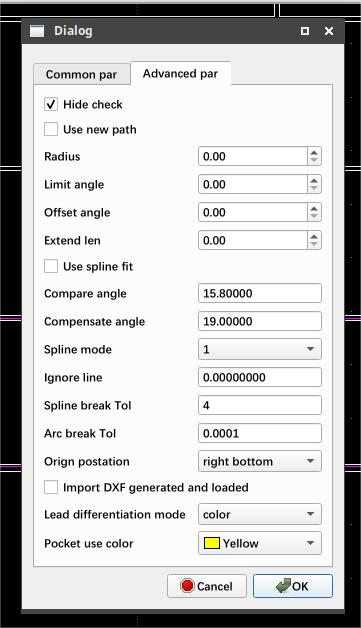 Dialog
Common par
Advanced par
Hide check
Use new path
Radius 0.00
Limit angle 0.00
Offset angle 0.00
Extend len 0.00
Use spline fit
Compare angle 15.80000
Compensate angle 19.00000
Spline mode 1
Ignore line 0.00000000
Spline break Tol 4
Arc break Tol 0.0001
Orign postation right bottom
Import DXF generated and loaded
Lead differentiation mode color
Pocket use color Yellow
Cancel
OK